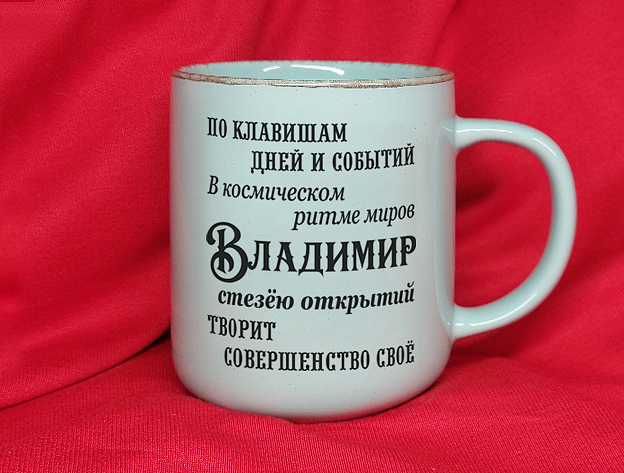 ПО КЛАВИШАМ
ДНЕЙ И СОБЫТИЙ
В космическом
ритме миров
ВЛАДИМИР
стезёю открытий
ТВОРИТ
СОВЕРШЕНСТВО СВОЁ